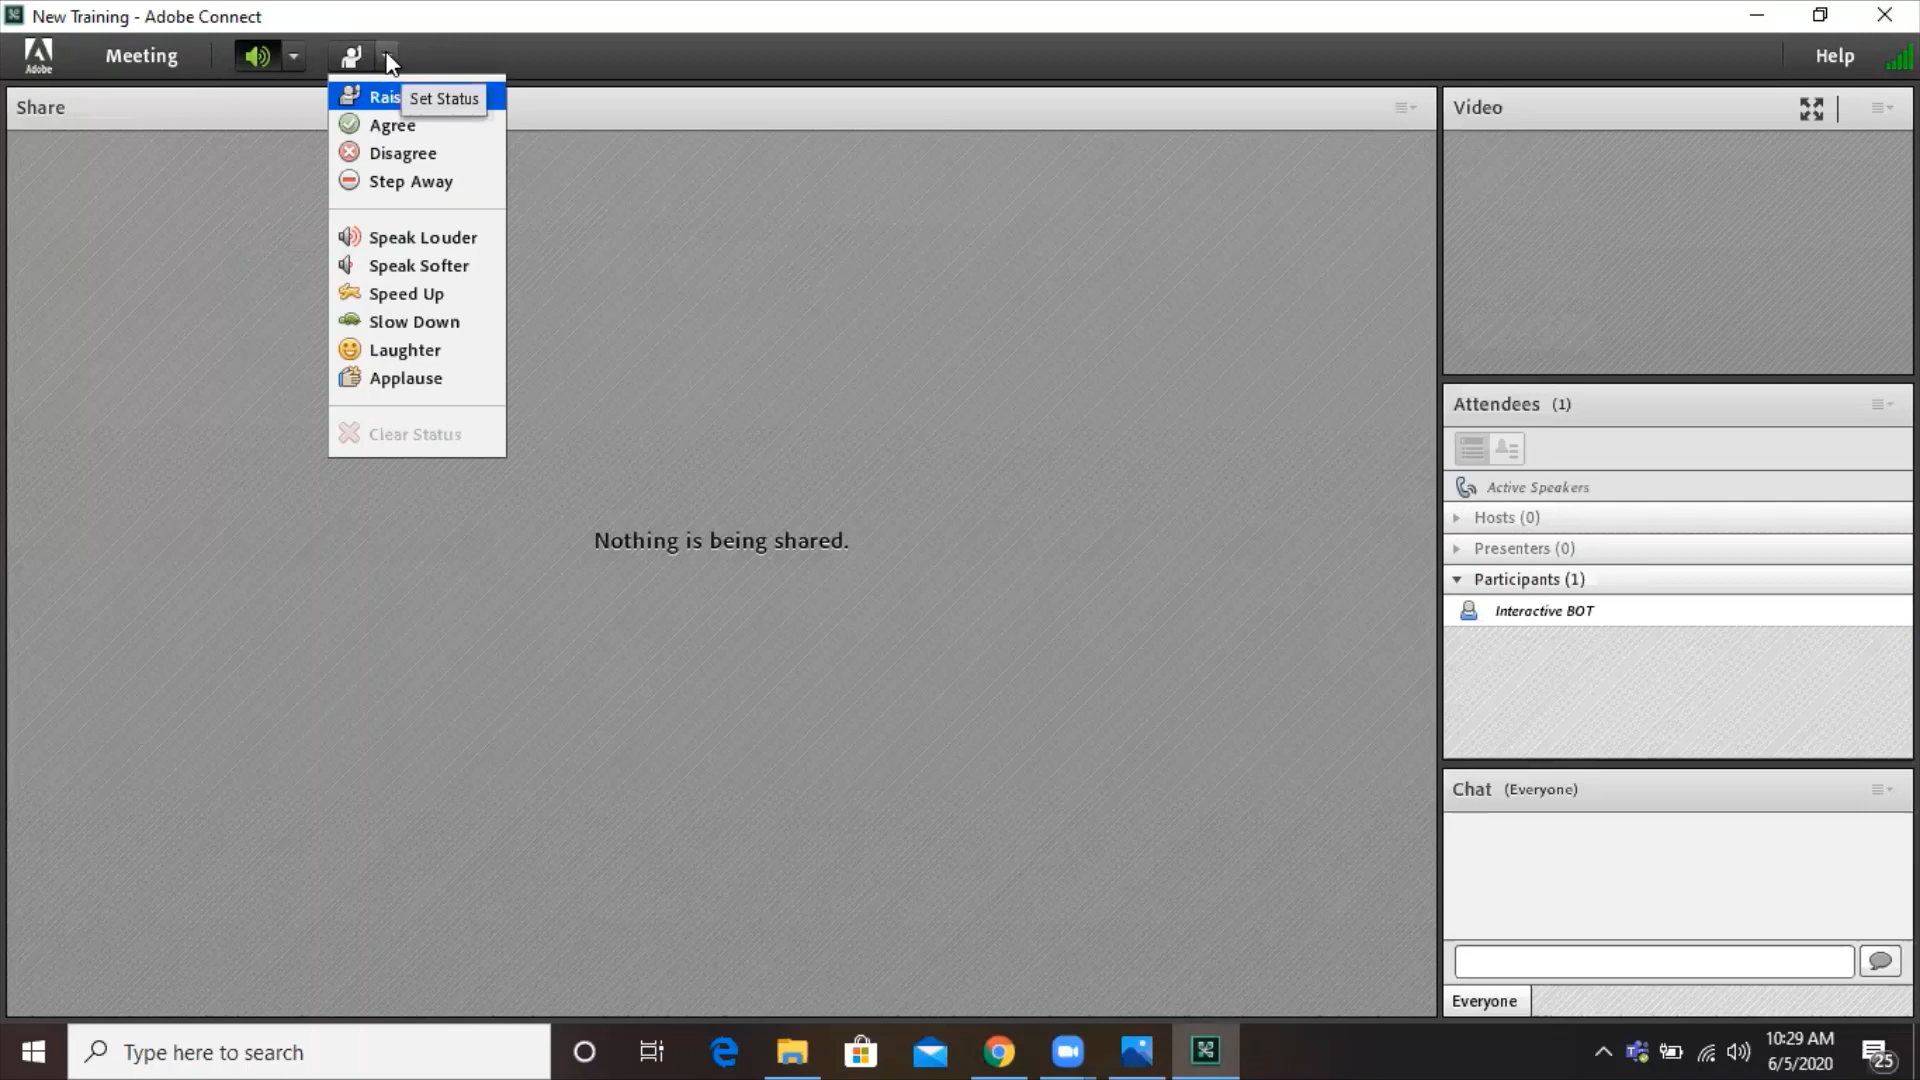 New Training - Adobe Connect
Adobe
Meeting
Help
Set Status
Agree
Disagree
Step Away
Speak Louder
Speak Softer
Speed Up
Slow Down
Laughter
Applause
Clear Status
Share
Nothing is being shared.
Video
Attendees (1)
Active Speakers
Hosts (0)
Presenters (0)
Participants (1)
Interactive BOT
Chat (Everyone)
Everyone
Type here to search
10:29 AM
6/5/2020
25